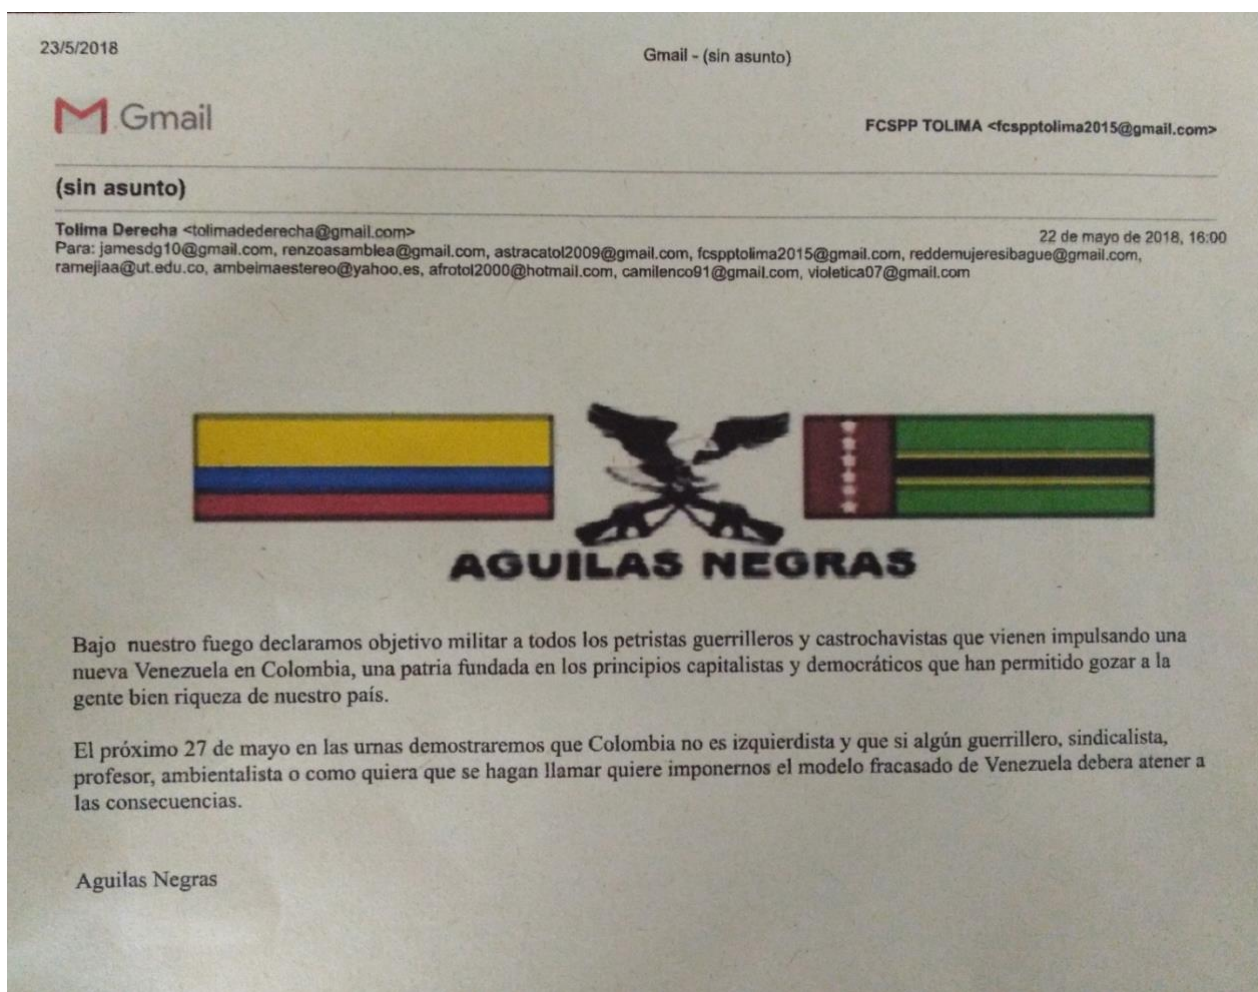 23/5/2018
Gmail - (sin asunto)
Gmail
FCSPP TOLIMA <fcspptolima2015@gmail.com>
(sin asunto)
Tolima Derecha <tolimadederecha@gmail.com>
22 de mayo de 2018, 16:00
Para: jamesdg10@gmail.com, renzoasamblea@gmail.com, astracatol2009@gmail.com, fcspptolima2015@gmail.com, reddemujeresibague@gmail.com,
ramejiaa@ut.edu.co, ambeimaestereo@yahoo.es, afrotol2000@hotmail.com, camilenco91@gmail.com, violetica07@gmail.com
AGUILAS NEGRAS
Bajo nuestro fuego declaramos objetivo militar a todos los petristas guerrilleros y castrochavistas que vienen impulsando una
nueva Venezuela en Colombia, una patria fundada en los principios capitalistas y democráticos que han permitido gozar a la
gente bien riqueza de nuestro país.
El próximo 27 de mayo en las urnas demostraremos que Colombia no es izquierdista y que si algún guerrillero, sindicalista,
profesor, ambientalista o como quiera que se hagan llamar quiere imponernos el modelo fracasado de Venezuela debera atener a
las consecuencias.
Aguilas Negras